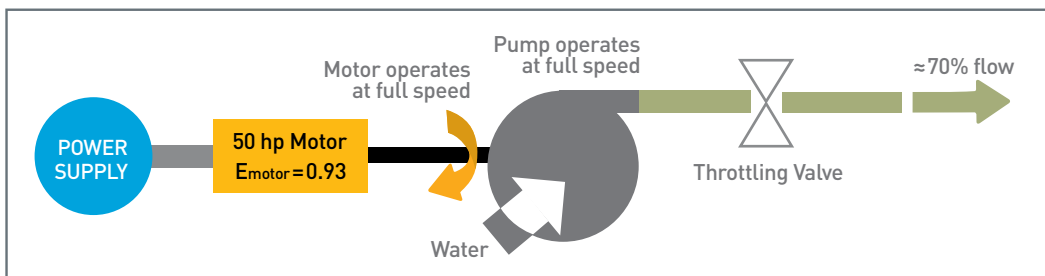 POWER
SUPPLY
50 hp Motor
Emotor = 0.93
Motor operates
at full speed
Water
Pump operates
at full speed
Throttling Valve
≈70% flow